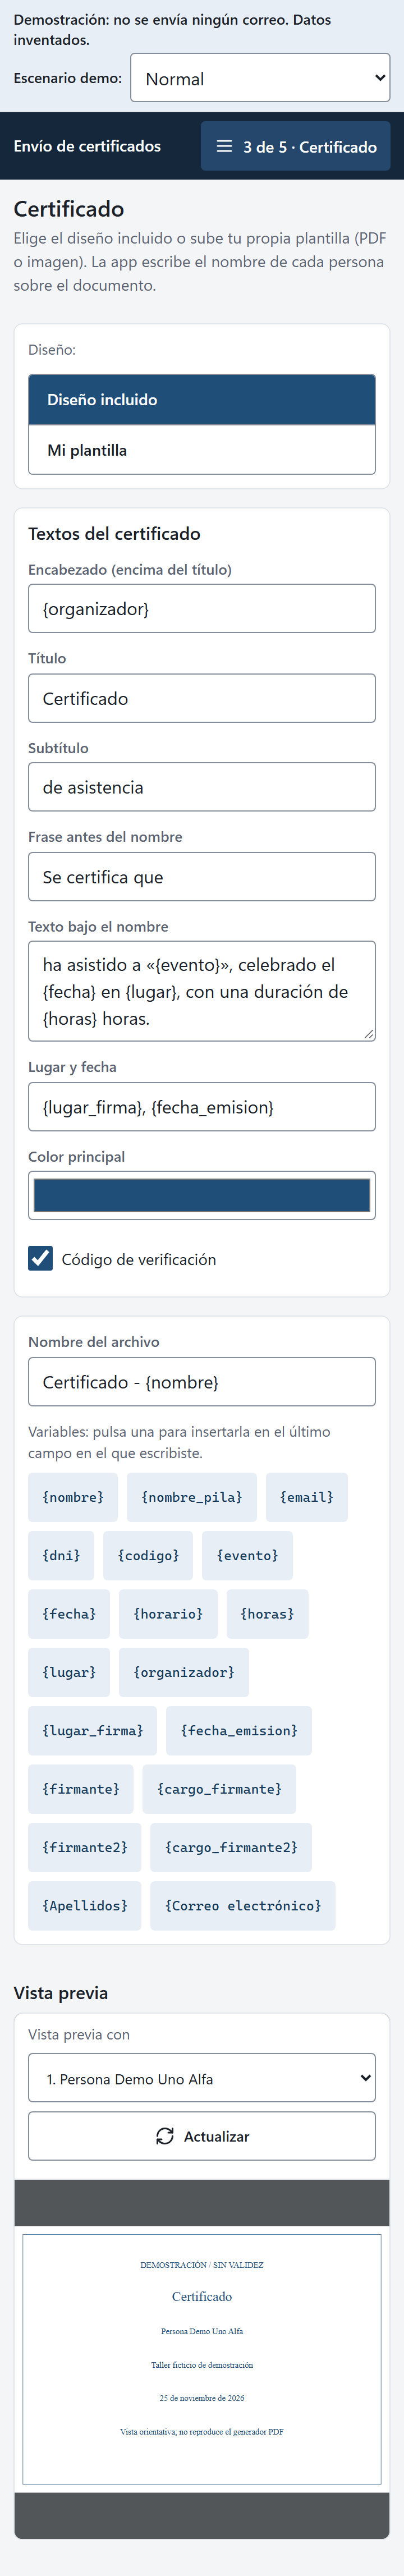 Demostración: no se envía ningún correo. Datos
inventados.
Escenario demo: Normal
Envío de certificados 3 de 5 · Certificado
Certificado
Elige el diseño incluido o sube tu propia plantilla (PDF
o imagen). La app escribe el nombre de cada persona
sobre el documento.
Diseño:
Diseño incluido
Mi plantilla
Textos del certificado
Encabezado (encima del título)
{organizador}
Título
Certificado
Subtítulo
de asistencia
Frase antes del nombre
Se certifica que
Texto bajo el nombre
ha asistido a «{evento}», celebrado el
{fecha} en {lugar}, con una duración de
{horas} horas.
Lugar y fecha
{lugar_firma}, {fecha_emision}
Color principal
Código de verificación
Nombre del archivo
Certificado - {nombre}
Variables: pulsa una para insertarla en el último
campo en el que escribiste.
{nombre} {nombre_pila} {email}
{dni} {codigo} {evento}
{fecha} {horario} {horas}
{lugar} {organizador}
{lugar_firma} {fecha_emision}
{firmante} {cargo_firmante}
{firmante2} {cargo_firmante2}
{Apellidos} {Correo electrónico}
Vista previa
Vista previa con
1. Persona Demo Uno Alfa
Actualizar
DEMOSTRACIÓN / SIN VALIDEZ
Certificado
Persona Demo Uno Alfa
Taller ficticio de demostración
25 de noviembre de 2026
Vista orientativa; no reproduce el generador PDF